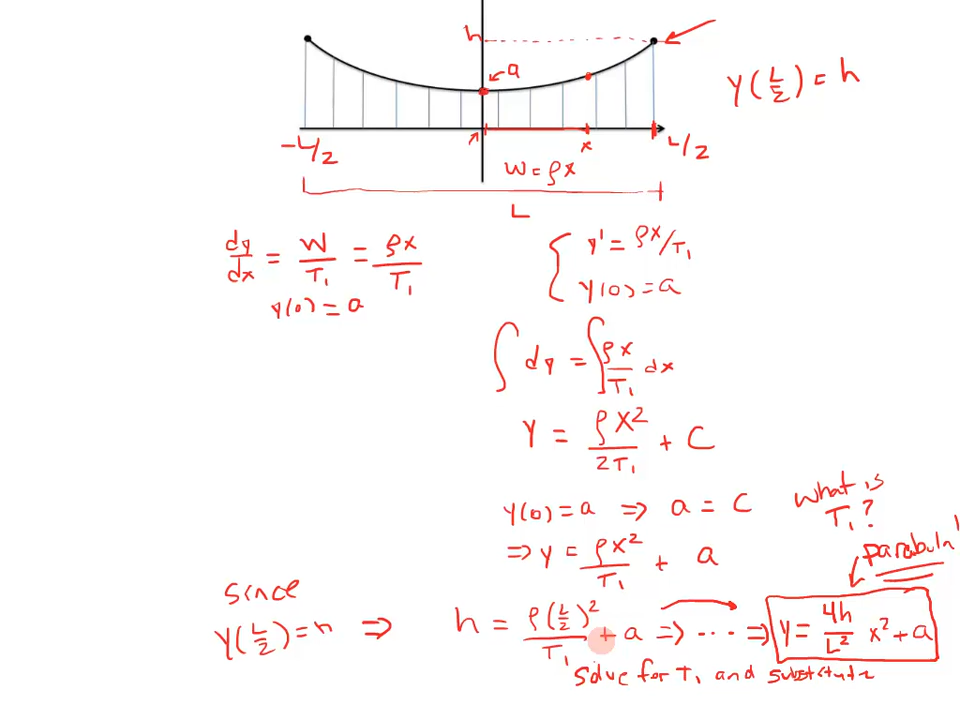 h
a
y(L/2) = h
-L/2
x
L/2
W = ρx
L
dy/dx = W/T₁ = ρx/T₁
y(0) = a
{ y' = ρx/T₁
y(0) = a
∫ dy = ∫ ρx/T₁ dx
y = ρx²/2T₁ + C
y(0) = a ⇒ a = C
what is
T₁?
⇒ y = ρx²/T₁ + a
parabula!
since
y(L/2) = h ⇒ h = ρ(L/2)²/T₁ + a ⇒ ... ⇒ y = 4h/L² x² + a
solve for T₁ and substitute